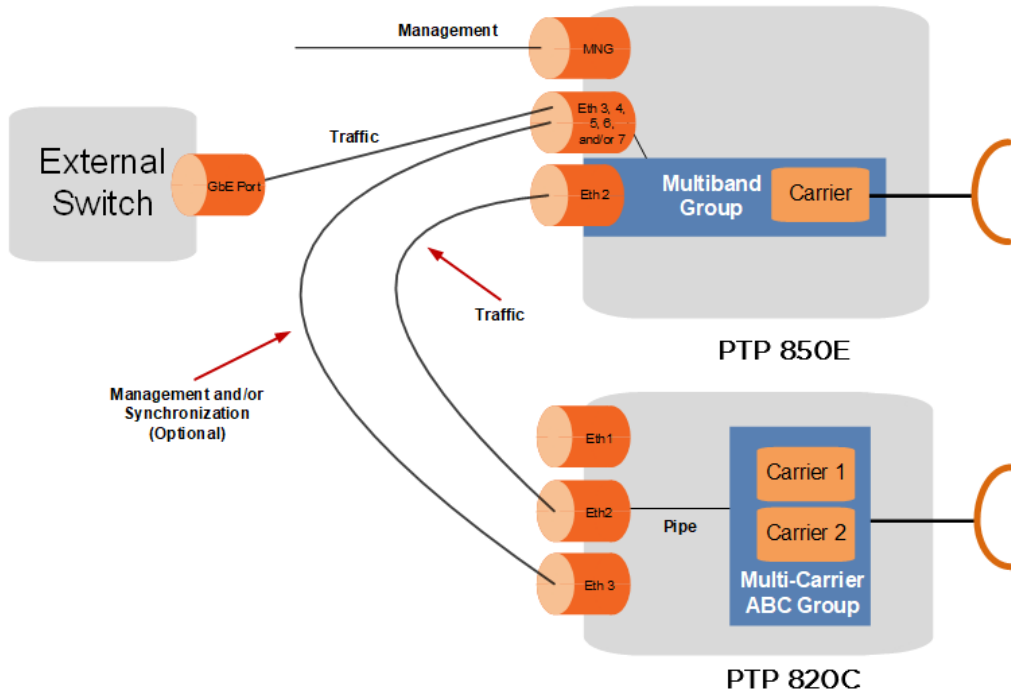 Management
MNG
Eth 3, 4,
5, 6,
and/or 7
Traffic
External
Switch
GbE Port
Eth 2
Multiband
Group
Carrier
Traffic
PTP 850E
Management and/or
Synchronization
(Optional)
Eth1
Eth2
Pipe
Carrier 1
Carrier 2
Eth 3
Multi-Carrier
ABC Group
PTP 820C